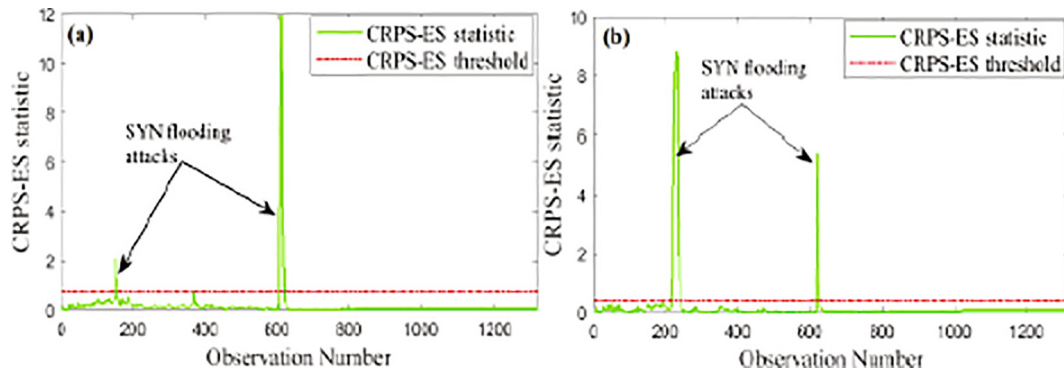 (a)
CRPS-ES statistic
CRPS-ES threshold
SYN flooding
attacks
CRPS-ES statistic
12
10
8
6
4
2
0
0 200 400 600 800 1000 1200
Observation Number
(b)
CRPS-ES statistic
CRPS-ES threshold
SYN flooding
attacks
CRPS-ES statistic
10
8
6
4
2
0
0 200 400 600 800 1000 1200
Observation Number